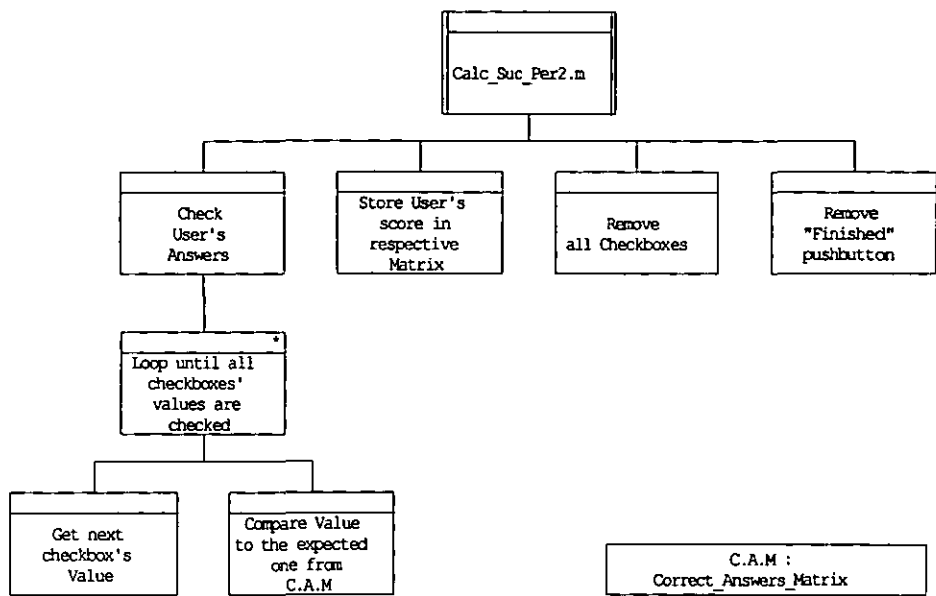 Calc_Suc_Per2.m
Check
User's
Answers
Store User's
score in
respective
Matrix
Remove
all Checkboxes
Remove
"Finished"
pushbutton
*
Loop until all
checkboxes'
values are
checked
Get next
checkbox's
Value
Compare Value
to the expected
one from
C.A.M
C.A.M :
Correct_Answers_Matrix